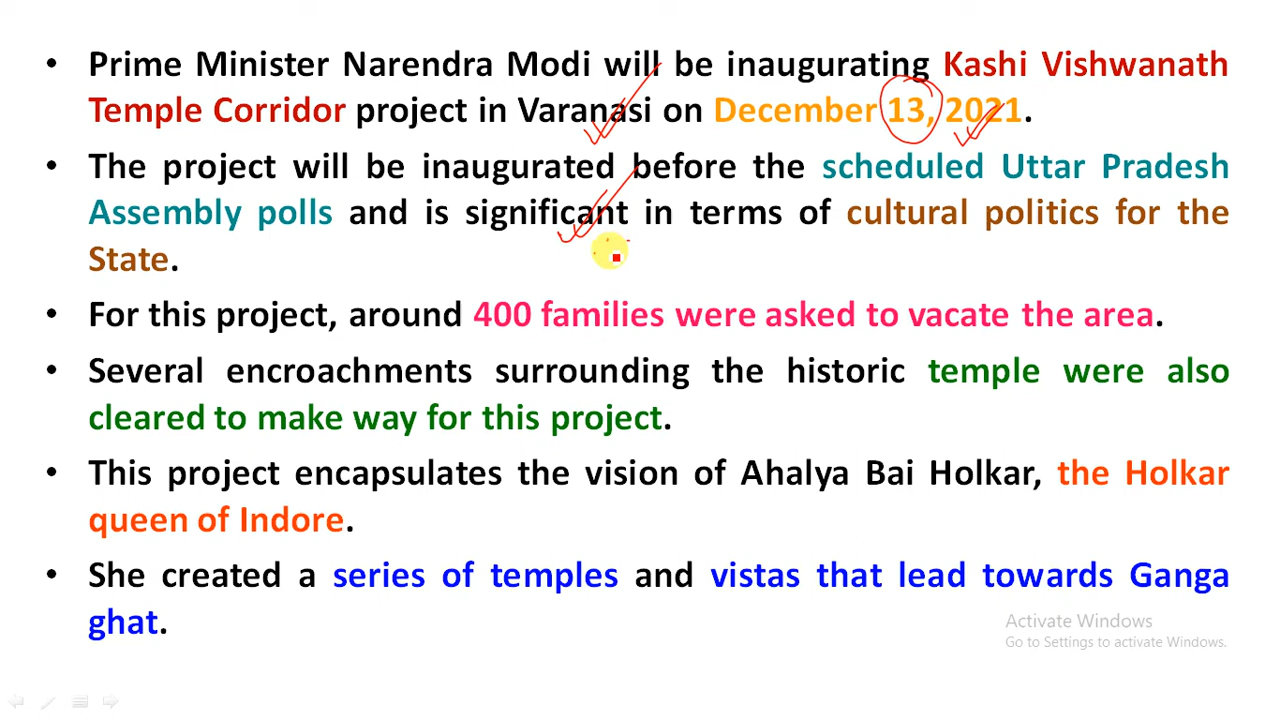 • Prime Minister Narendra Modi will be inaugurating Kashi Vishwanath
Temple Corridor project in Varanasi on December 13, 2021.
• The project will be inaugurated before the scheduled Uttar Pradesh
Assembly polls and is significant in terms of cultural politics for the
State.
• For this project, around 400 families were asked to vacate the area.
• Several encroachments surrounding the historic temple were also
cleared to make way for this project.
• This project encapsulates the vision of Ahalya Bai Holkar, the Holkar
queen of Indore.
• She created a series of temples and vistas that lead towards Ganga
ghat.
Activate Windows
Go to Settings to activate Windows.